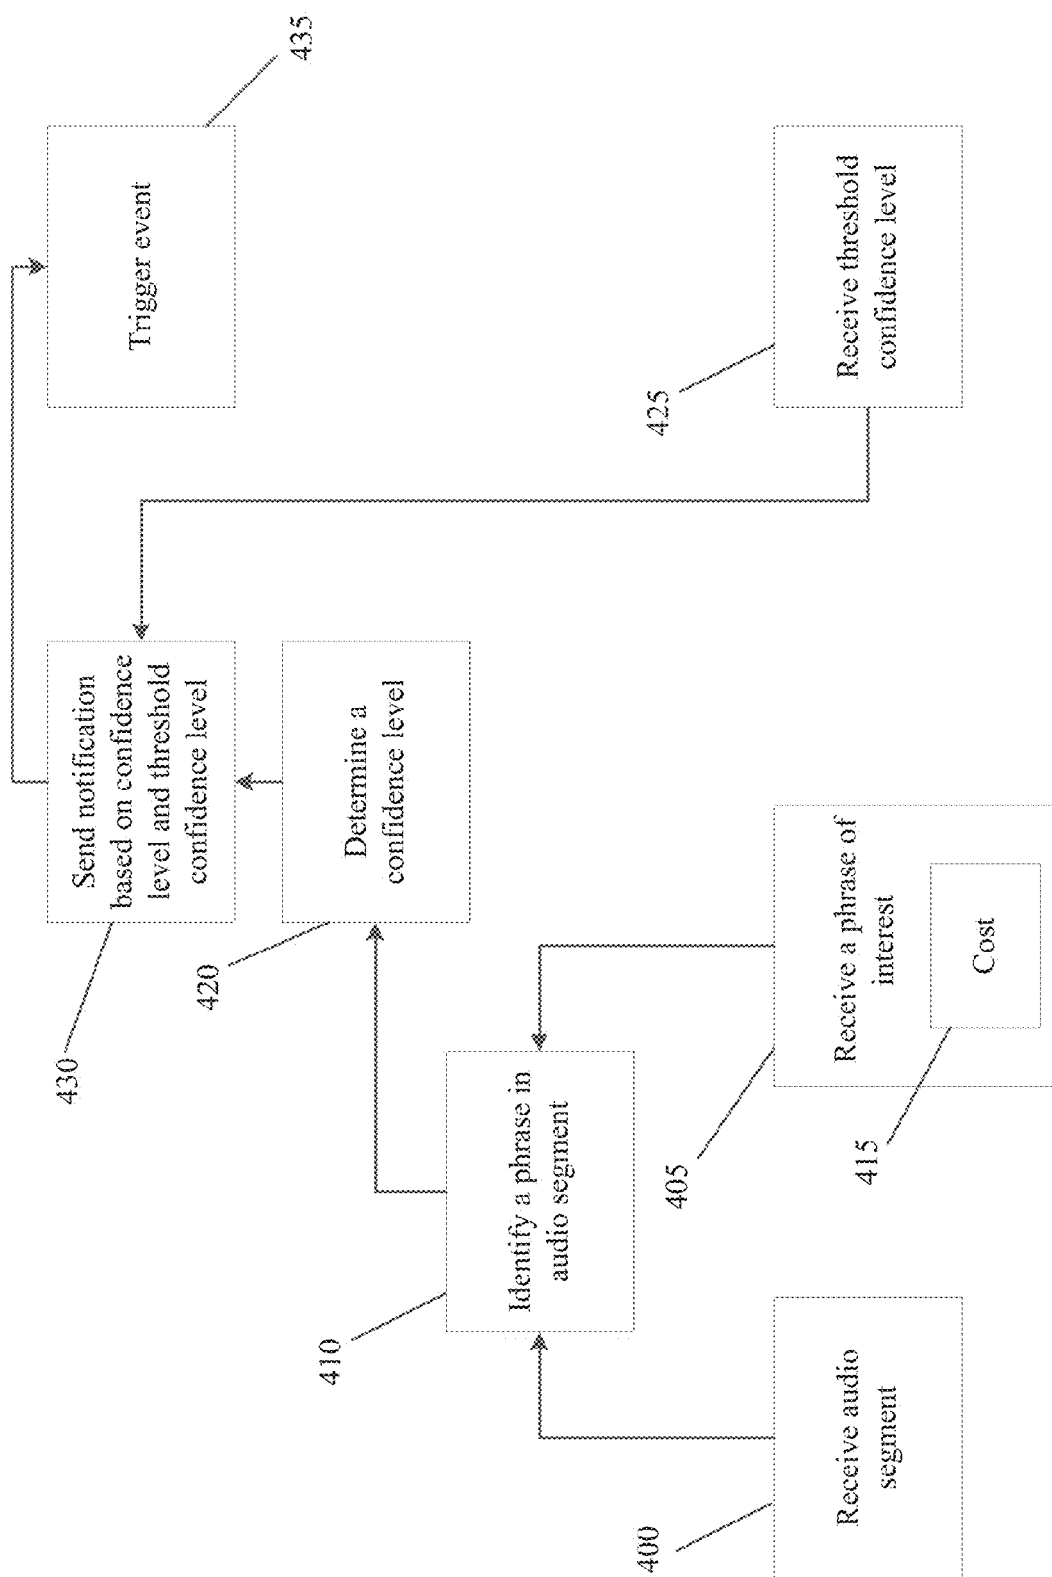 435
Trigger event
Send notification
based on confidence
level and threshold
confidence level
430
Determine a
confidence level
420
Receive threshold
confidence level
425
Identify a phrase in
audio segment
410
Receive a phrase of
interest
Cost
405
415
Receive audio
segment
400